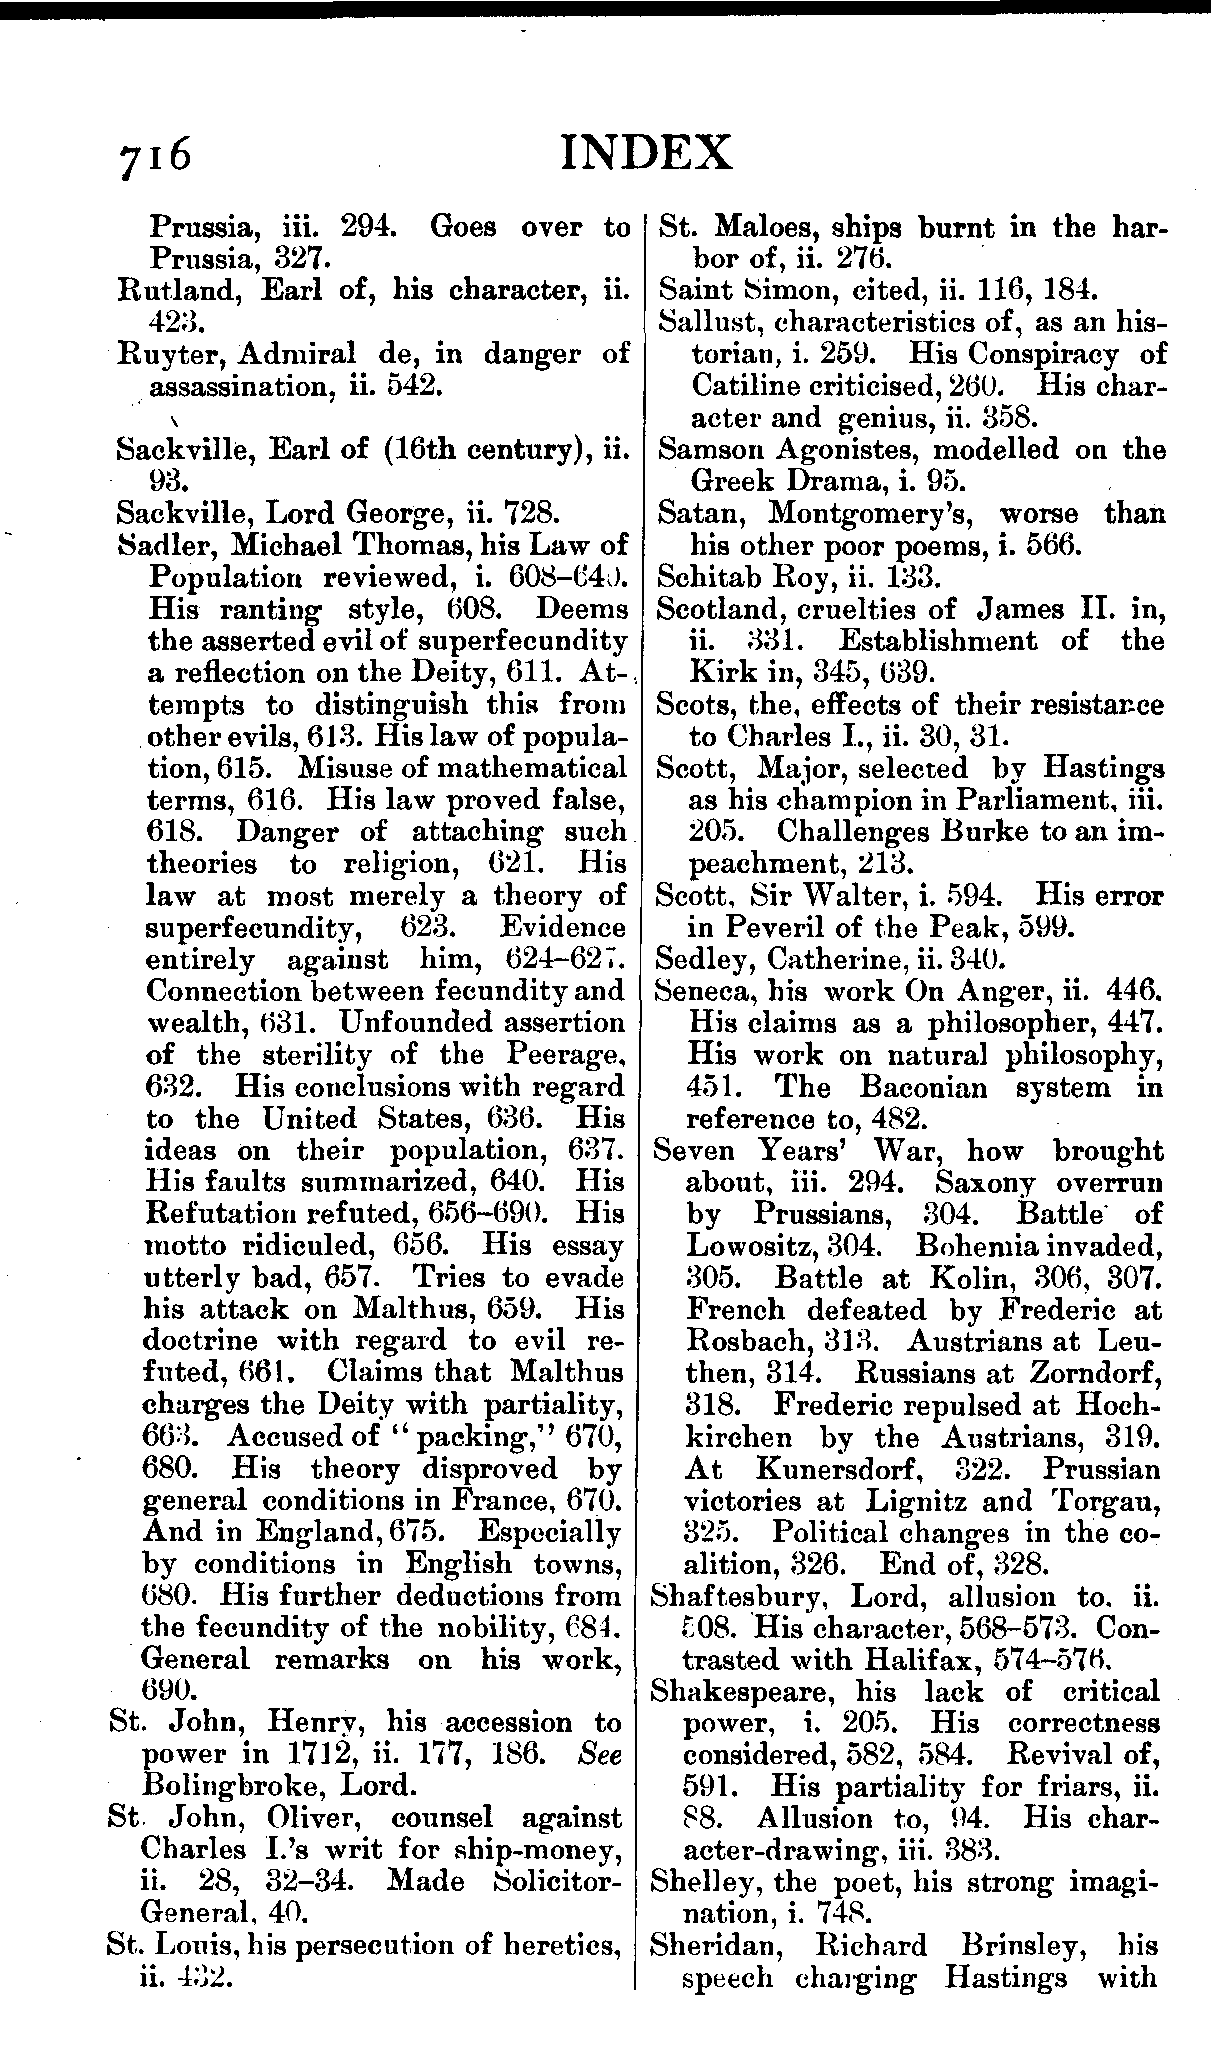 716 INDEX
Prussia, iii. 294. Goes over to
Prussia, 327.
Rutland, Earl of, his character, ii.
423.
Ruyter, Admiral de, in danger of
assassination, ii. 542.
Sackville, Earl of (16th century), ii.
93.
Sackville, Lord George, ii. 728.
Sadler, Michael Thomas, his Law of
Population reviewed, i. 608–640.
His ranting style, 608. Deems
the asserted evil of superfecundity
a reflection on the Deity, 611. At-
tempts to distinguish this from
other evils, 613. His law of popula-
tion, 615. Misuse of mathematical
terms, 616. His law proved false,
618. Danger of attaching such
theories to religion, 621. His
law at most merely a theory of
superfecundity, 623. Evidence
entirely against him, 624–627.
Connection between fecundity and
wealth, 631. Unfounded assertion
of the sterility of the Peerage,
632. His conclusions with regard
to the United States, 636. His
ideas on their population, 637.
His faults summarized, 640. His
Refutation refuted, 656–690. His
motto ridiculed, 656. His essay
utterly bad, 657. Tries to evade
his attack on Malthus, 659. His
doctrine with regard to evil re-
futed, 661. Claims that Malthus
charges the Deity with partiality,
663. Accused of "packing," 670,
680. His theory disproved by
general conditions in France, 670.
And in England, 675. Especially
by conditions in English towns,
680. His further deductions from
the fecundity of the nobility, 684.
General remarks on his work,
690.
St. John, Henry, his accession to
power in 1712, ii. 177, 186. See
Bolingbroke, Lord.
St. John, Oliver, counsel against
Charles I.'s writ for ship-money,
ii. 28, 32–34. Made Solicitor-
General, 40.
St. Louis, his persecution of heretics,
ii. 432.
St. Maloes, ships burnt in the har-
bor of, ii. 276.
Saint Simon, cited, ii. 116, 184.
Sallust, characteristics of, as an his-
torian, i. 259. His Conspiracy of
Catiline criticised, 260. His char-
acter and genius, ii. 358.
Samson Agonistes, modelled on the
Greek Drama, i. 95.
Satan, Montgomery's, worse than
his other poor poems, i. 566.
Schitab Roy, ii. 133.
Scotland, cruelties of James II. in,
ii. 331. Establishment of the
Kirk in, 345, 639.
Scots, the, effects of their resistance
to Charles I., ii. 30, 31.
Scott, Major, selected by Hastings
as his champion in Parliament, iii.
205. Challenges Burke to an im-
peachment, 213.
Scott, Sir Walter, i. 594. His error
in Peveril of the Peak, 599.
Sedley, Catherine, ii. 340.
Seneca, his work On Anger, ii. 446.
His claims as a philosopher, 447.
His work on natural philosophy,
451. The Baconian system in
reference to, 482.
Seven Years' War, how brought
about, iii. 294. Saxony overrun
by Prussians, 304. Battle of
Lowositz, 304. Bohemia invaded,
305. Battle at Kolin, 306, 307.
French defeated by Frederic at
Rosbach, 313. Austrians at Leu-
then, 314. Russians at Zorndorf,
318. Frederic repulsed at Hoch-
kirchen by the Austrians, 319.
At Kunersdorf, 322. Prussian
victories at Lignitz and Torgau,
325. Political changes in the co-
alition, 326. End of, 328.
Shaftesbury, Lord, allusion to, ii.
508. His character, 568–573. Con-
trasted with Halifax, 574–576.
Shakespeare, his lack of critical
power, i. 205. His correctness
considered, 582, 584. Revival of,
591. His partiality for friars, ii.
88. Allusion to, 94. His char-
acter-drawing, iii. 383.
Shelley, the poet, his strong imagi-
nation, i. 748.
Sheridan, Richard Brinsley, his
speech charging Hastings with